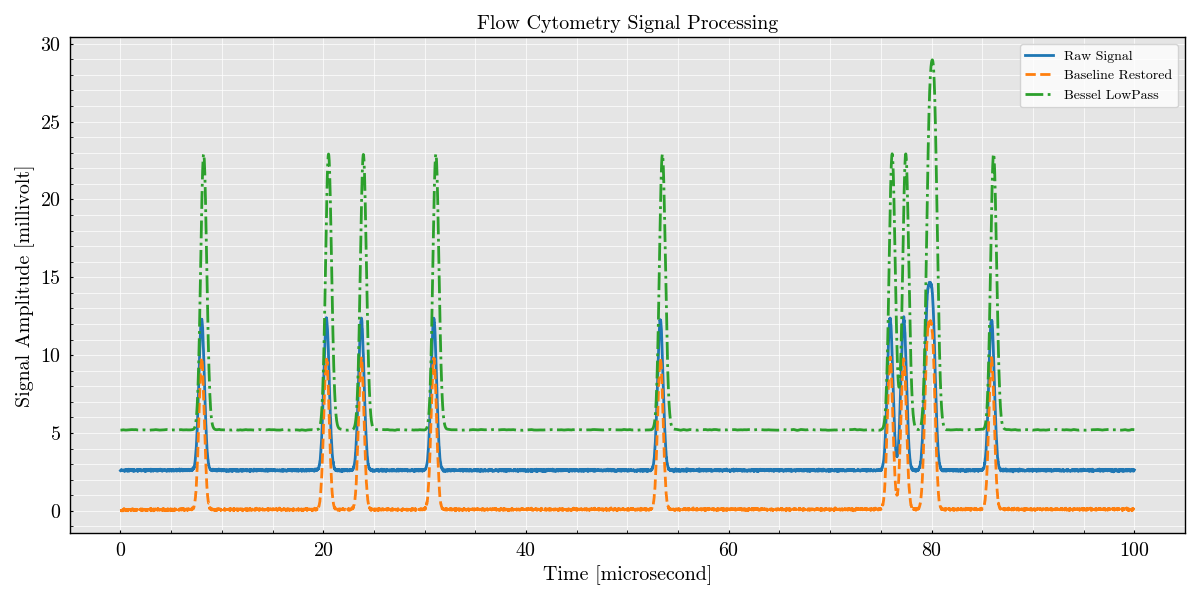 Flow Cytometry Signal Processing
Raw Signal
Baseline Restored
Bessel LowPass
Signal Amplitude [millivolt]
30
25
20
15
10
5
0
0 20 40 60 80 100
Time [microsecond]